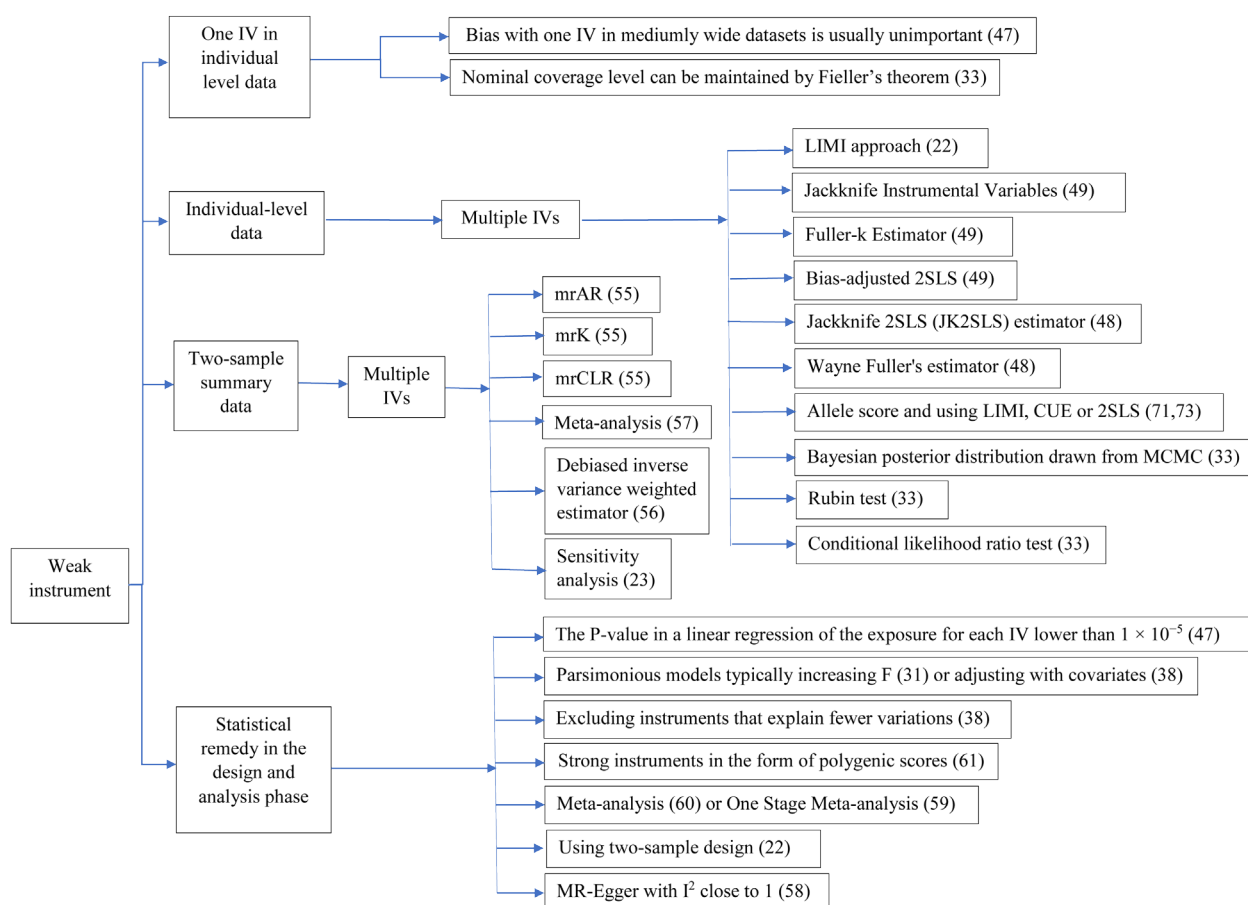 One IV in
individual
level data
Bias with one IV in mediumly wide datasets is usually unimportant (47)
Nominal coverage level can be maintained by Fieller’s theorem (33)
Individual-level
data
Multiple IVs
LIMI approach (22)
Jackknife Instrumental Variables (49)
Fuller-k Estimator (49)
Bias-adjusted 2SLS (49)
Jackknife 2SLS (JK2SLS) estimator (48)
Wayne Fuller's estimator (48)
Allele score and using LIMI, CUE or 2SLS (71,73)
Bayesian posterior distribution drawn from MCMC (33)
Rubin test (33)
Conditional likelihood ratio test (33)
Two-sample
summary
data
Multiple
IVs
mrAR (55)
mrK (55)
mrCLR (55)
Meta-analysis (57)
Debiased inverse
variance weighted
estimator (56)
Sensitivity
analysis (23)
Weak
instrument
Statistical
remedy in the
design and
analysis phase
The P-value in a linear regression of the exposure for each IV lower than 1 × 10⁻⁵ (47)
Parsimonious models typically increasing F (31) or adjusting with covariates (38)
Excluding instruments that explain fewer variations (38)
Strong instruments in the form of polygenic scores (61)
Meta-analysis (60) or One Stage Meta-analysis (59)
Using two-sample design (22)
MR-Egger with I² close to 1 (58)